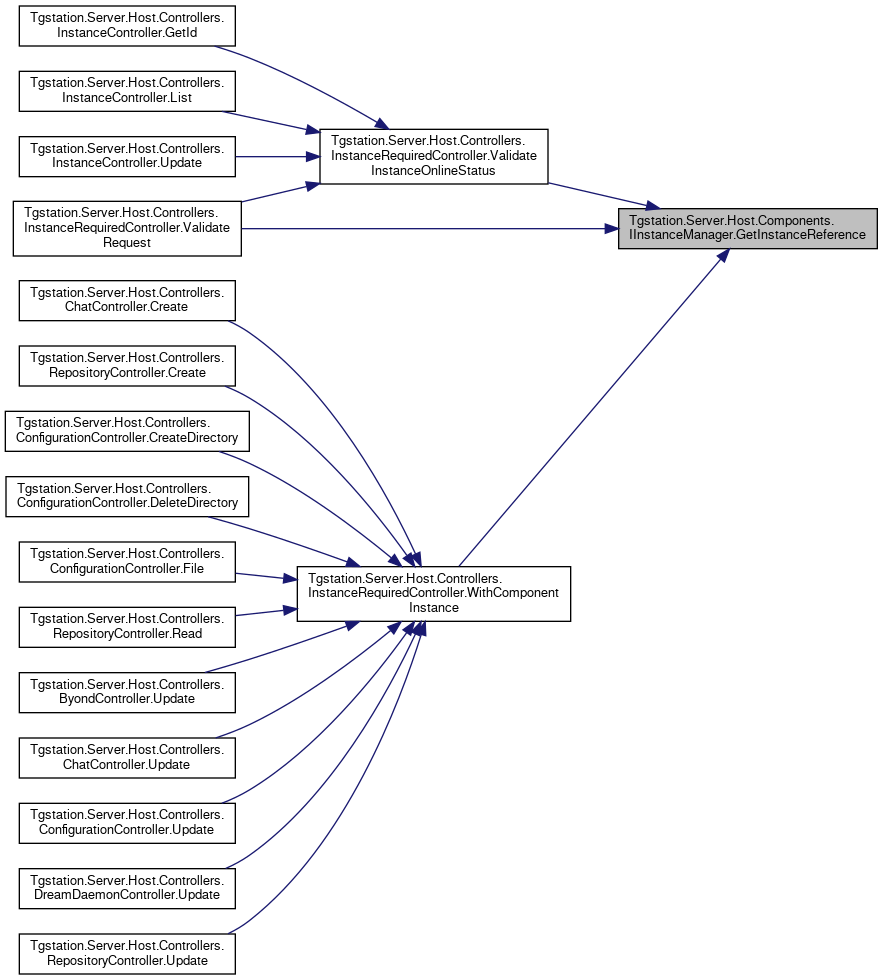 Tgstation.Server.Host.Controllers.
InstanceController.GetId
Tgstation.Server.Host.Controllers.
InstanceController.List
Tgstation.Server.Host.Controllers.
InstanceController.Update
Tgstation.Server.Host.Controllers.
InstanceRequiredController.Validate
Request
Tgstation.Server.Host.Controllers.
InstanceRequiredController.Validate
InstanceOnlineStatus
Tgstation.Server.Host.Components.
IInstanceManager.GetInstanceReference
Tgstation.Server.Host.Controllers.
ChatController.Create
Tgstation.Server.Host.Controllers.
RepositoryController.Create
Tgstation.Server.Host.Controllers.
ConfigurationController.CreateDirectory
Tgstation.Server.Host.Controllers.
ConfigurationController.DeleteDirectory
Tgstation.Server.Host.Controllers.
ConfigurationController.File
Tgstation.Server.Host.Controllers.
RepositoryController.Read
Tgstation.Server.Host.Controllers.
ByondController.Update
Tgstation.Server.Host.Controllers.
ChatController.Update
Tgstation.Server.Host.Controllers.
ConfigurationController.Update
Tgstation.Server.Host.Controllers.
DreamDaemonController.Update
Tgstation.Server.Host.Controllers.
RepositoryController.Update
Tgstation.Server.Host.Controllers.
InstanceRequiredController.WithComponent
Instance